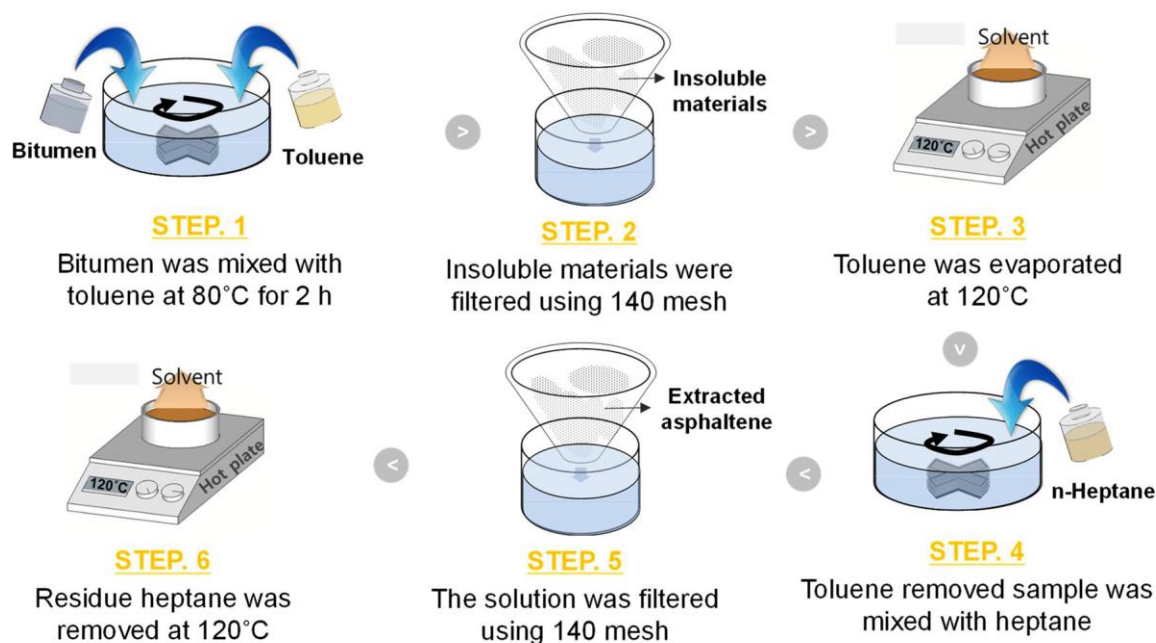 Bitumen
Toluene
STEP. 1
Bitumen was mixed with
toluene at 80°C for 2 h
>
Insoluble
materials
STEP. 2
Insoluble materials were
filtered using 140 mesh
>
Solvent
120°C
Hot plate
STEP. 3
Toluene was evaporated
at 120°C
>
n-Heptane
STEP. 4
Toluene removed sample was
mixed with heptane
<
Extracted
asphaltene
STEP. 5
The solution was filtered
using 140 mesh
<
Solvent
120°C
Hot plate
STEP. 6
Residue heptane was
removed at 120°C